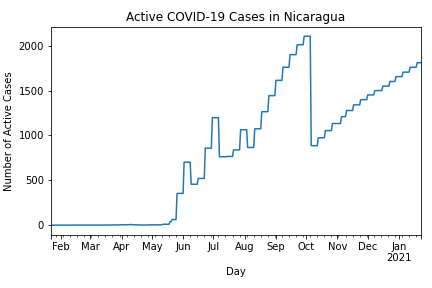 Active COVID-19 Cases in Nicaragua
Number of Active Cases
2000
1500
1000
500
0
Feb Mar Apr May Jun Jul Aug Sep Oct Nov Dec Jan
2021
Day